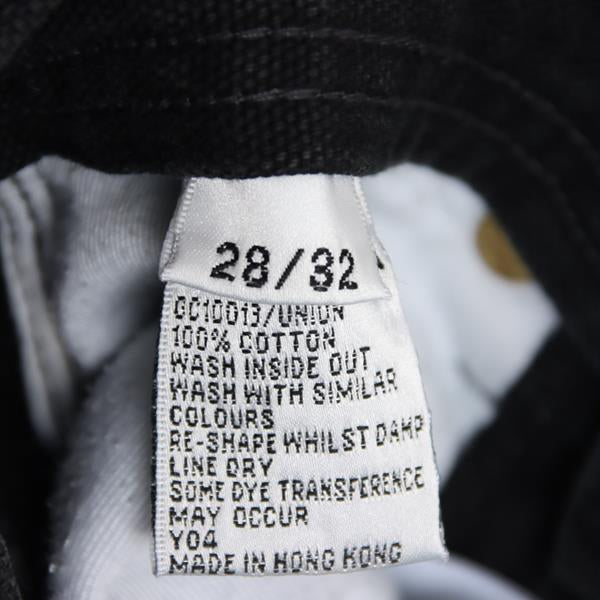 28/32
GC10013/UNION
100% COTTON
WASH INSIDE OUT
WASH WITH SIMILAR
COLOURS
RE-SHAPE WHILST DAMP
LINE DRY
SOME DYE TRANSFERENCE
MAY OCCUR
Y04
MADE IN HONG KONG